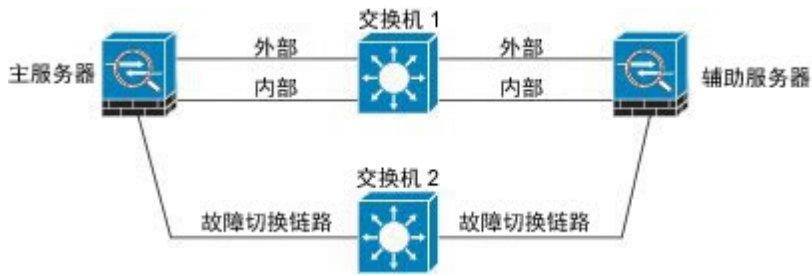 交换机 1
外部
外部
主服务器
辅助服务器
内部
内部
交换机 2
故障切换链路
故障切换链路